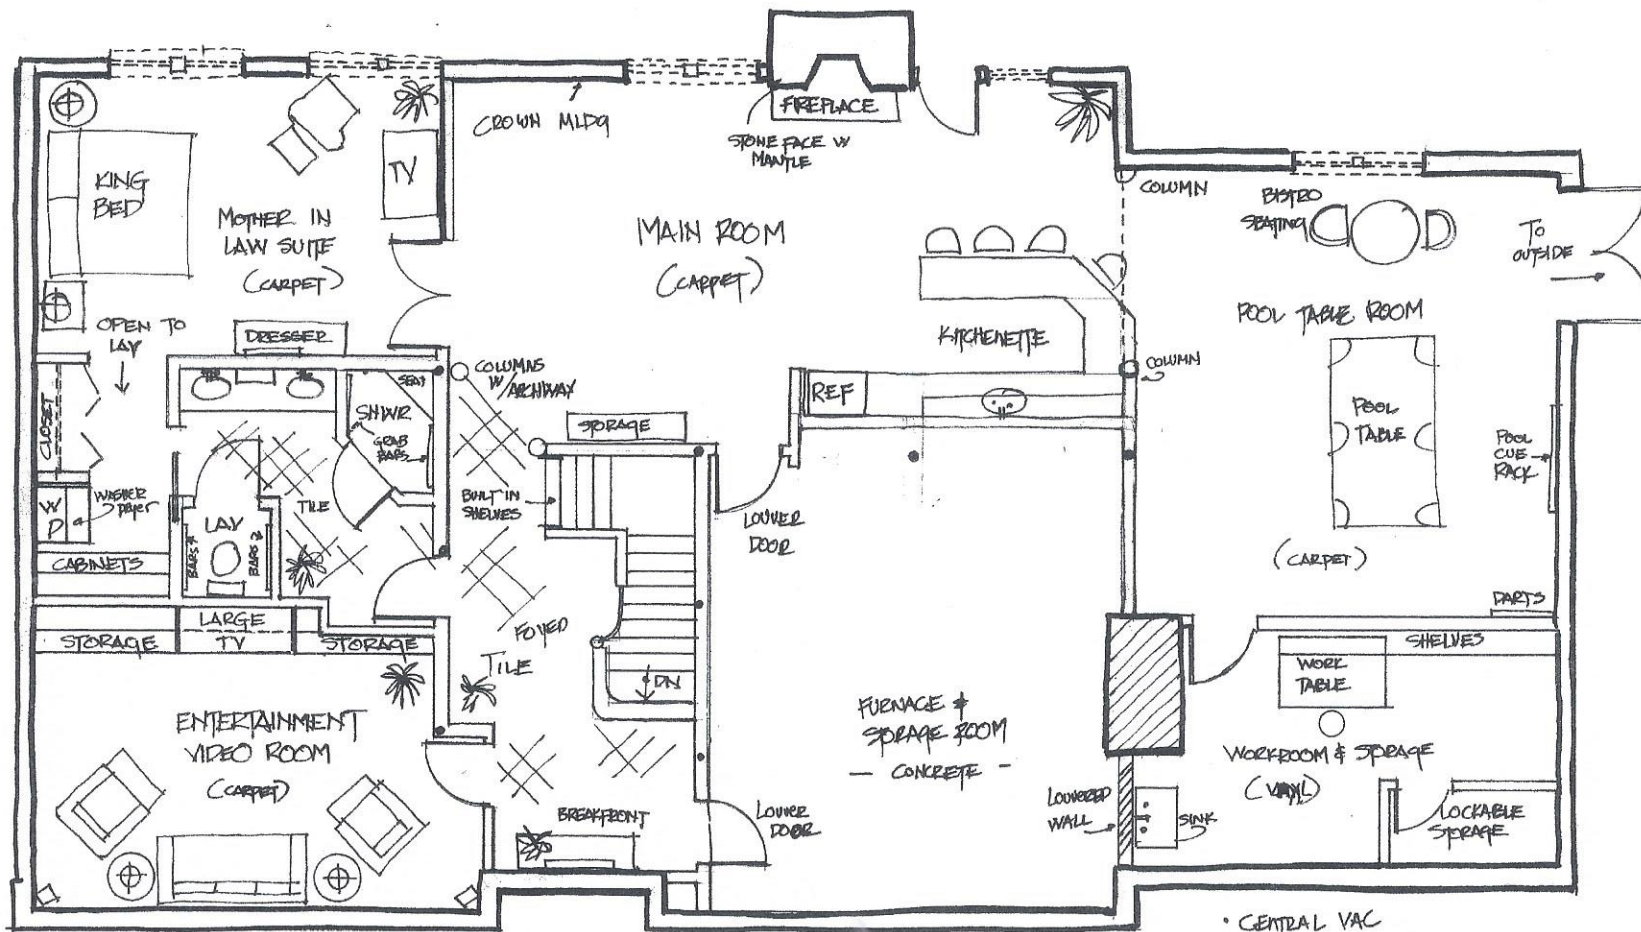 CROWN MLDG
FIREPLACE
STONE FACE W
MANTLE
KING
BED
TV
MOTHER IN
LAW SUITE
(CARPET)
MAIN ROOM
(CARPET)
COLUMN
BISTRO
SEATING
TO
OUTSIDE
POOL TABLE ROOM
OPEN TO
LAV
DRESSER
KITCHENETTE
COLUMNS
W/ARCHWAY
COLUMN
CLOSET
SEAT
SHWR
GRAB
BARS
REF
STORAGE
POOL
TABLE
POOL
CUE
RACK
W
D
WASHER
DRYER
LAV
TILE
BARS
BARS
BUILT IN
SHELVES
LOUVER
DOOR
(CARPET)
CABINETS
DARTS
STORAGE
LARGE
TV
STORAGE
FOYER
TILE
DN
SHELVES
WORK
TABLE
ENTERTAINMENT
VIDEO ROOM
(CARPET)
FURNACE &
STORAGE ROOM
- CONCRETE -
WORKROOM & STORAGE
(VINYL)
BREAKFRONT
LOUVER
DOOR
LOUVERED
WALL
SINK
LOCKABLE
STORAGE
• CENTRAL VAC